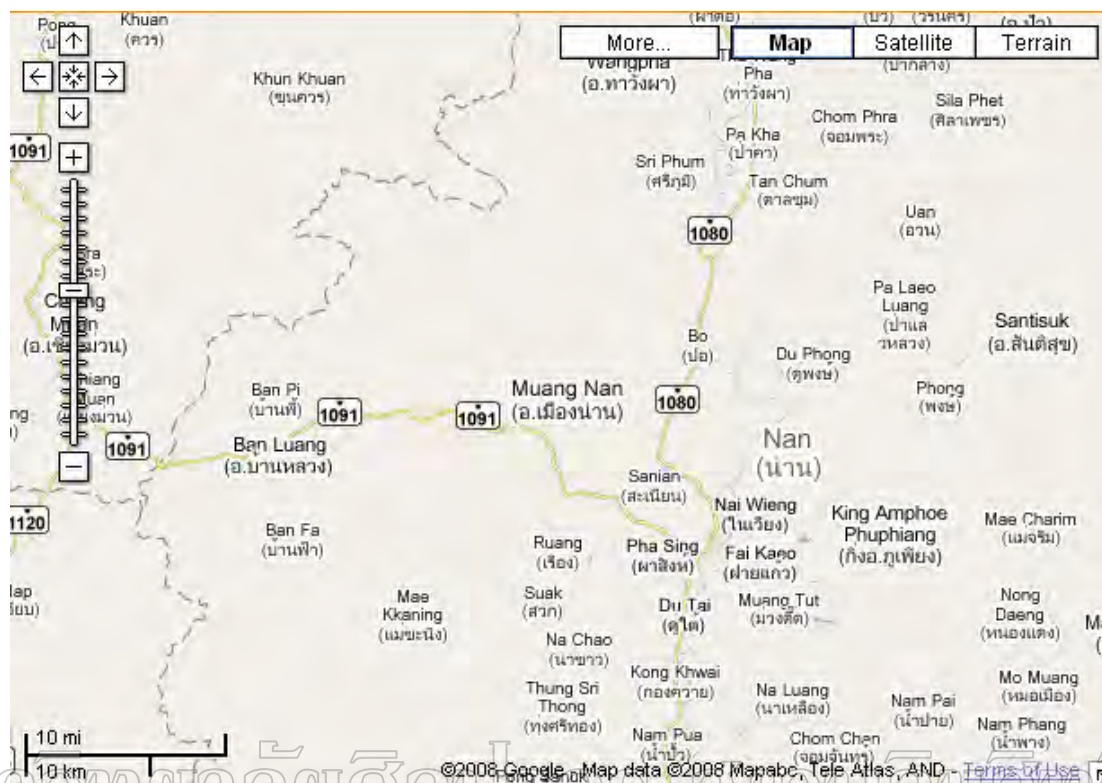 Khuan
(ควร)
More...
Map
Satellite
Terrain
Wangpha
(อ.ท่าวังผา)
Pha
(ท่าวังผา)
(ป่ากลาง)
Khun Khuan
(ขุนควร)
Sila Phet
(ศิลาเพชร)
Chom Phra
(จอมพระ)
1091
Pa Kha
(ป่าคา)
Sri Phum
(ศรีภูมิ)
Tan Chum
(ตาลชุม)
Uan
(อวน)
1080
Pa Laeo
Luang
(ป่าแล
วหลวง)
Santisuk
(อ.สันติสุข)
Bo
(บ่อ)
Du Phong
(ดู่พงษ์)
Phong
(พงษ์)
Ban Pi
(บ้านพี้)
1091
1091
Muang Nan
(อ.เมืองน่าน)
1080
1091
Ban Luang
(อ.บ้านหลวง)
Nan
(น่าน)
Sanian
(สะเนียน)
Nai Wieng
(ในเวียง)
King Amphoe
Phuphiang
(กิ่งอ.ภูเพียง)
Mae Charim
(แม่จริม)
1120
Ban Fa
(บ้านฟ้า)
Ruang
(เรือง)
Pha Sing
(ผาสิงห์)
Fai Kaeo
(ฝายแก้ว)
Mae
Kkaning
(แม่ขะนิง)
Suak
(สวก)
Du Tai
(ดู่ใต้)
Muang Tut
(ม่วงตึ๊ด)
Nong
Daeng
(หนองแดง)
Na Chao
(นาซาว)
Kong Khwai
(กองควาย)
Thung Sri
Thong
(ทุ่งศรีทอง)
Na Luang
(นาเหลือง)
Mo Muang
(หมอเมือง)
Nam Pai
(น้ำปาย)
Nam Phang
(น้ำพาง)
Nam Pua
(น้ำปั้ว)
Chom Chan
(จอมจันทร์)
10 mi
10 km
©2008 Google - Map data ©2008 Mapabc, Tele Atlas, AND - Terms of Use